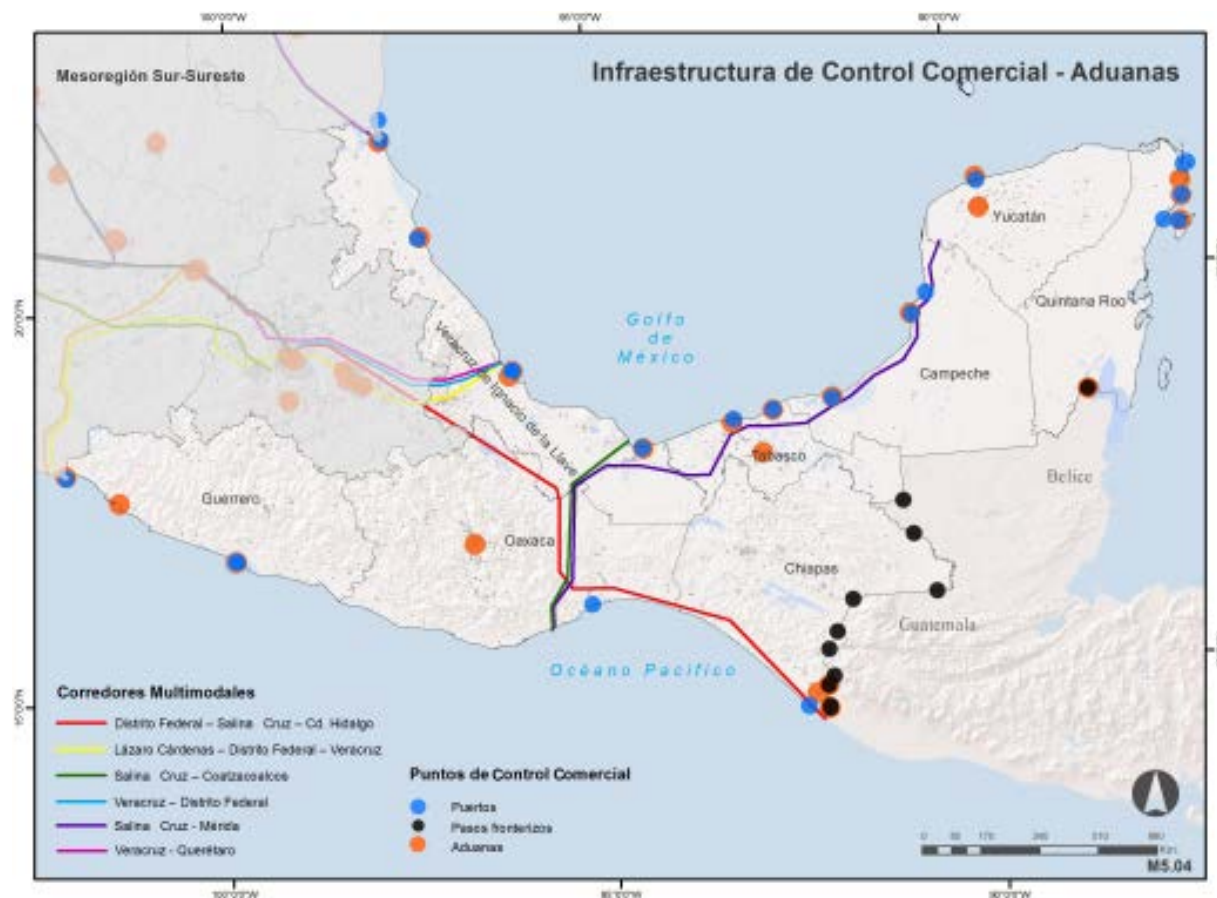 Mesoregión Sur-Sureste
Infraestructura de Control Comercial - Aduanas
Yucatán
Quintana Roo
Golfo
de
México
Veracruz de Ignacio de la Llave
Campeche
Tabasco
Belice
Guerrero
Oaxaca
Chiapas
Guatemala
Océano Pacífico
Corredores Multimodales
Distrito Federal – Salina Cruz – Cd. Hidalgo
Lázaro Cárdenas – Distrito Federal – Veracruz
Salina Cruz – Coatzacoalcos
Veracruz – Distrito Federal
Salina Cruz - Mérida
Veracruz - Querétaro
Puntos de Control Comercial
Puertos
Pasos fronterizos
Aduanas
Km.
M5.04